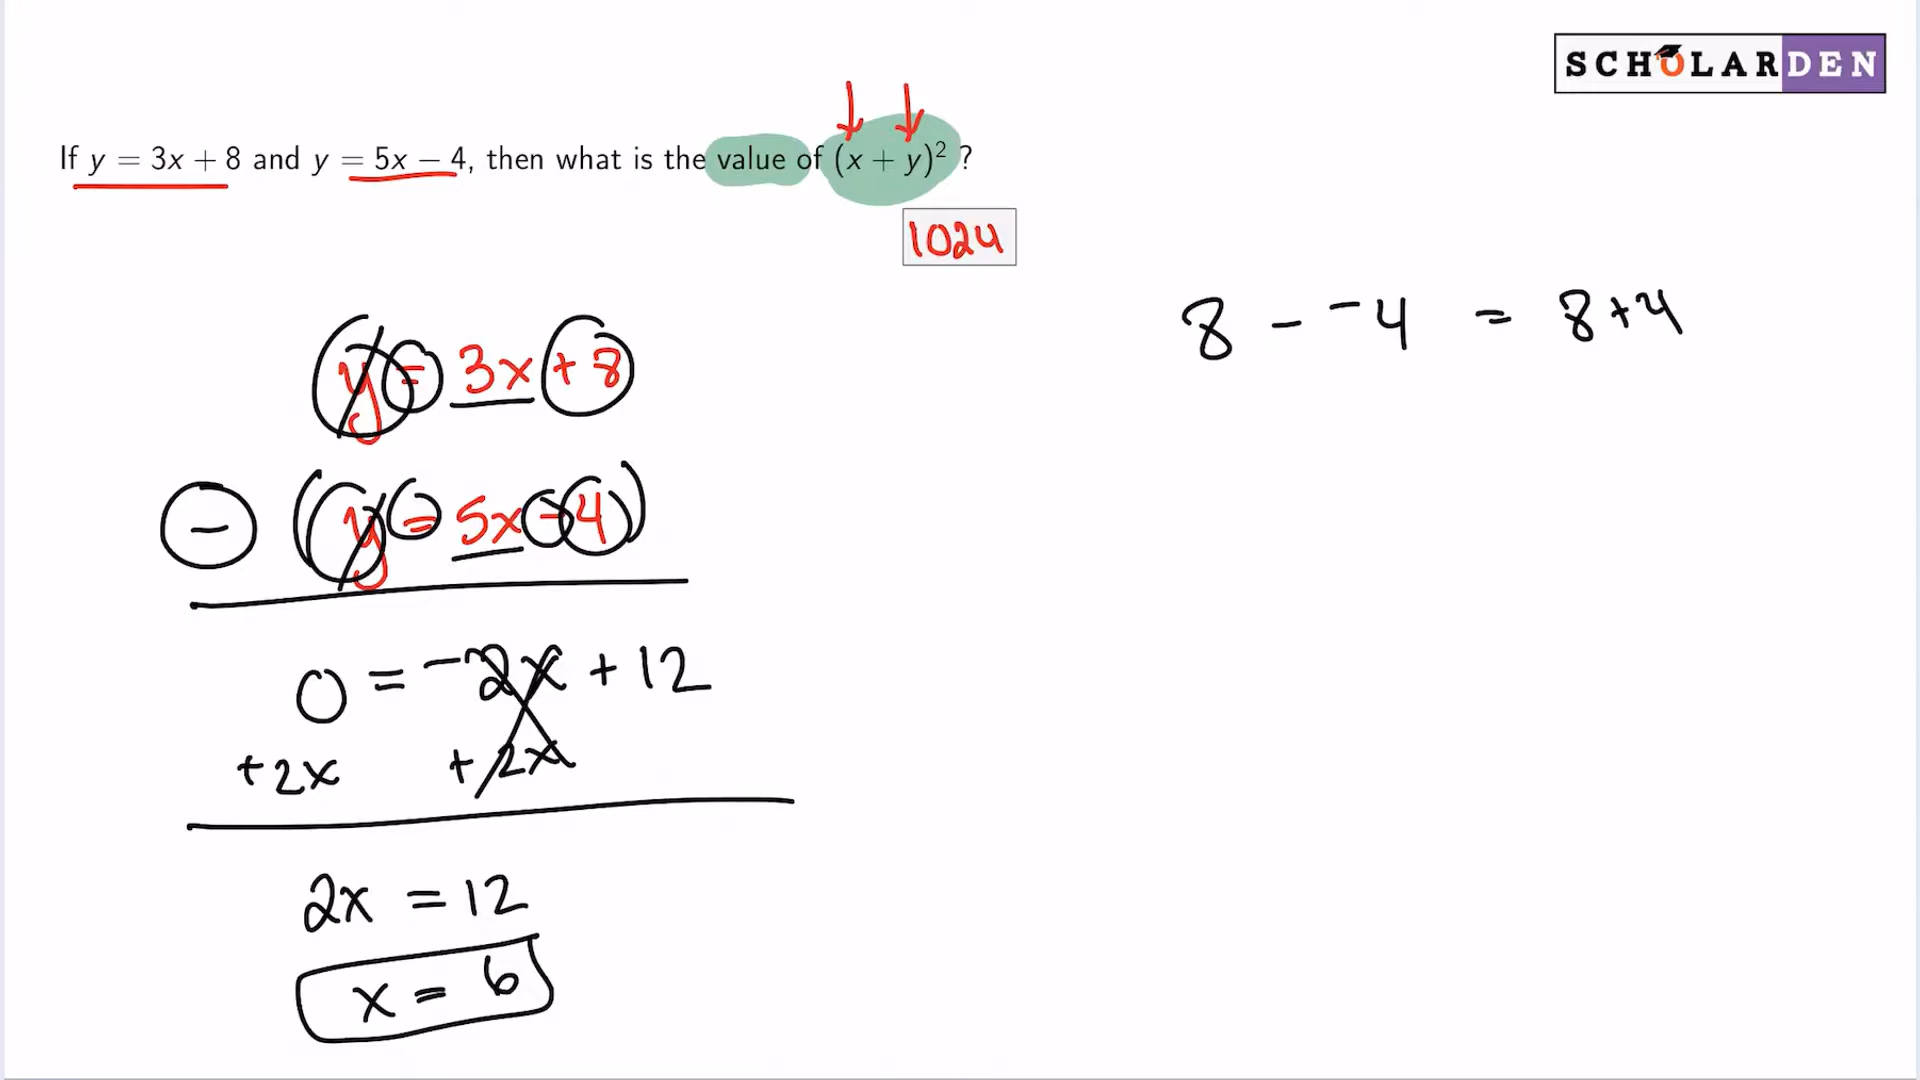 SCHOLARDEN
If y = 3x + 8 and y = 5x − 4, then what is the value of (x + y)² ?
1024
8 - -4 = 8+4
y = 3x + 8
- (y = 5x - 4)
0 = -2x + 12
+2x +2x
2x = 12
x = 6